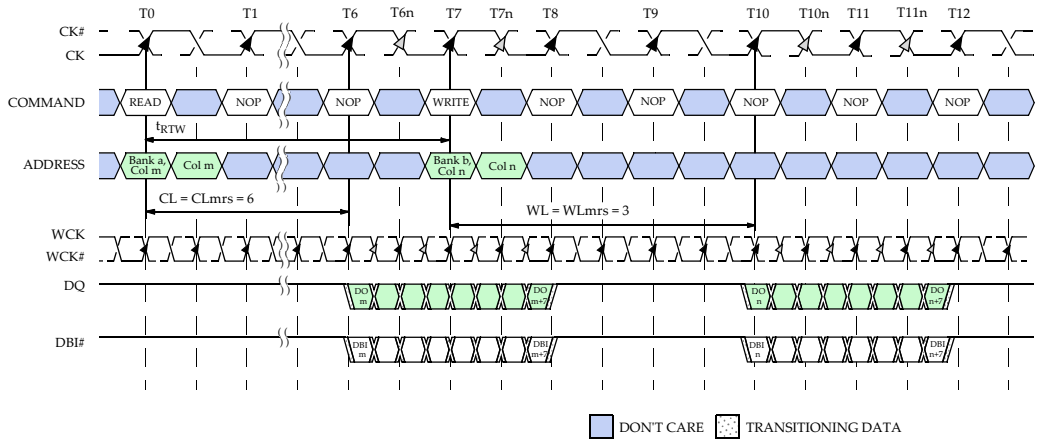 T0 T1 T6 T6n T7 T7n T8 T9 T10 T10n T11 T11n T12
CK#
CK
COMMAND READ NOP NOP WRITE NOP NOP NOP NOP NOP
tRTW
ADDRESS Bank a, Col m Col m Bank b, Col n Col n
CL = CLmrs = 6
WL = WLmrs = 3
WCK
WCK#
DQ DO m DO m+7 DO n DO n+7
DBI# DBI m DBI m+7 DBI n DBI n+7
DON'T CARE TRANSITIONING DATA